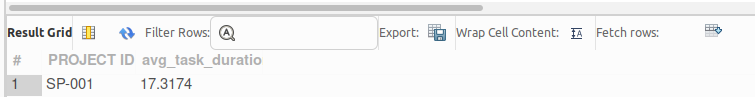 Result Grid Filter Rows: Export: Wrap Cell Content: Fetch rows:
# PROJECT ID avg_task_duratio
1 SP-001 17.3174